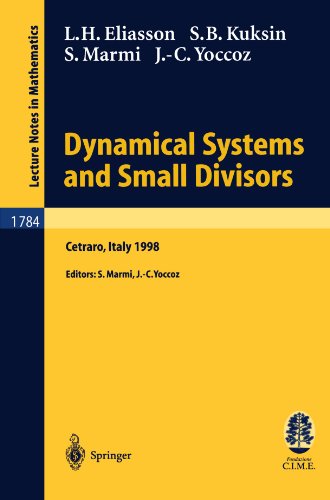 L.H. Eliasson S.B. Kuksin
S. Marmi J.-C. Yoccoz
Dynamical Systems
and Small Divisors
Lecture Notes in Mathematics
1784
Cetraro, Italy 1998
Editors: S. Marmi, J.-C. Yoccoz
Springer
Fondazione
C.I.M.E.